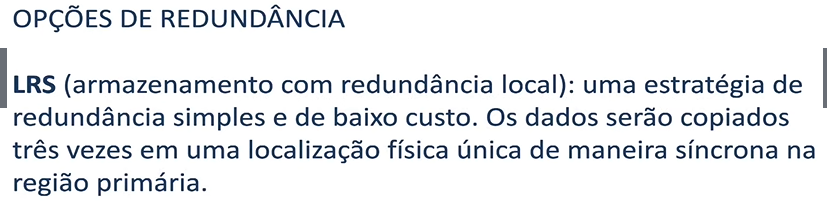 OPÇÕES DE REDUNDÂNCIA
LRS (armazenamento com redundância local): uma estratégia de
redundância simples e de baixo custo. Os dados serão copiados
três vezes em uma localização física única de maneira síncrona na
região primária.